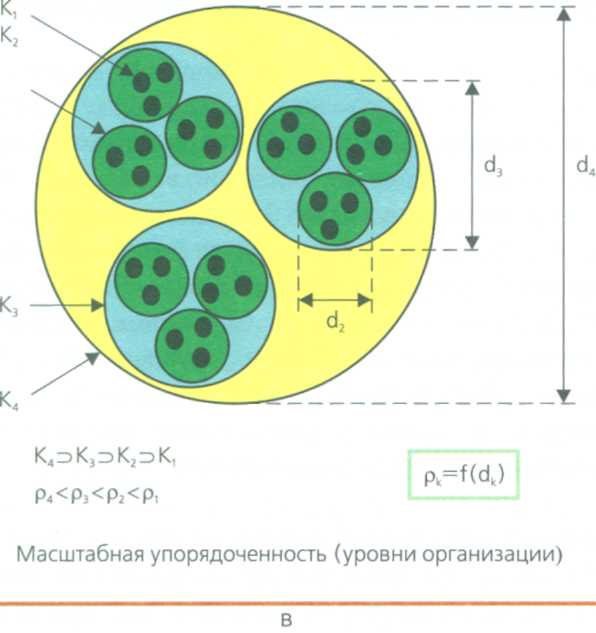 K₁
K₂
d₃
d₄
K₃
d₂
K₄
K₄⊃K₃⊃K₂⊃K₁
ρ₄<ρ₃<ρ₂<ρ₁
ρₖ=f(dₖ)
Масштабная упорядоченность (уровни организации)
в